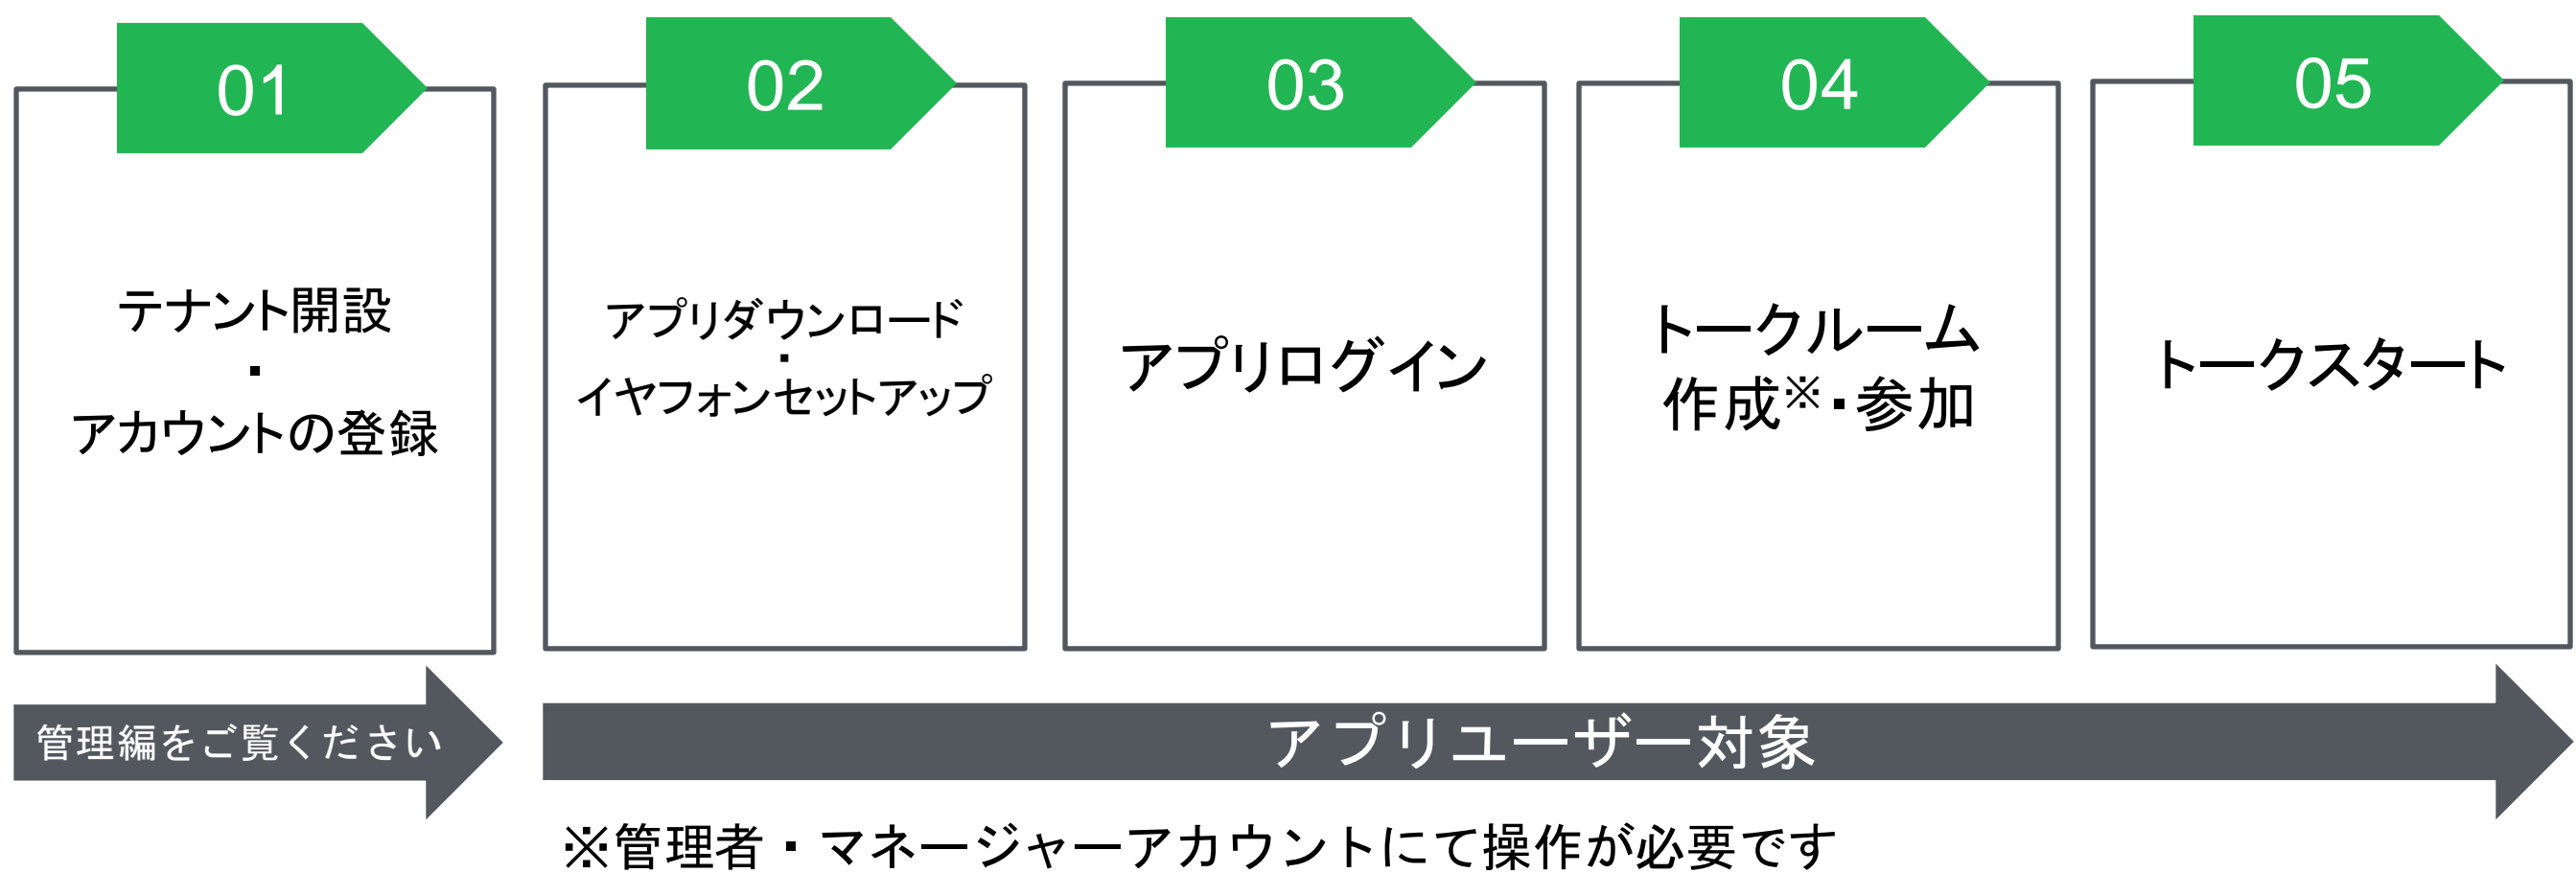 01
テナント開設
・
アカウントの登録
02
アプリダウンロード
・
イヤフォンセットアップ
03
アプリログイン
04
トークルーム
作成※・参加
05
トークスタート
管理編をご覧ください
アプリユーザー対象
※管理者・マネージャーアカウントにて操作が必要です